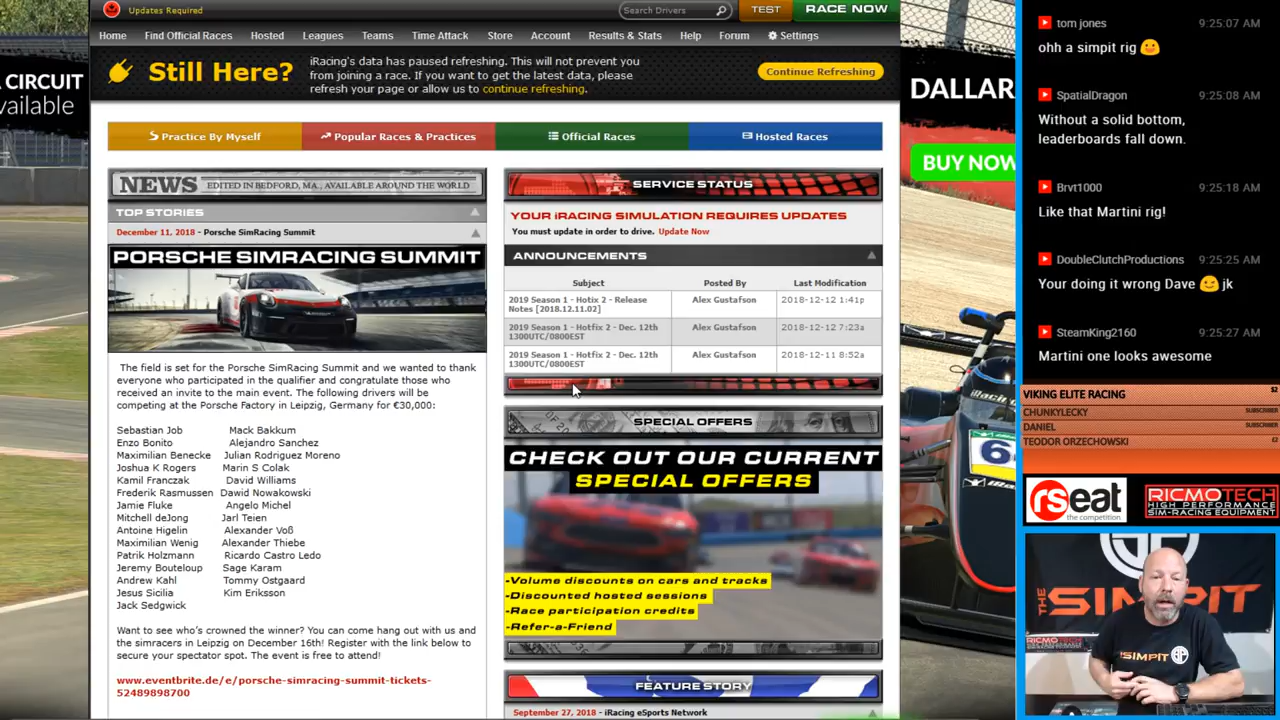 Updates Required
Search Drivers
TEST
RACE NOW
Home
Find Official Races
Hosted
Leagues
Teams
Time Attack
Store
Account
Results & Stats
Help
Forum
Settings
Still Here?
iRacing's data has paused refreshing. This will not prevent you
from joining a race. If you want to get the latest data, please
refresh your page or allow us to continue refreshing.
Continue Refreshing
Practice By Myself
Popular Races & Practices
Official Races
Hosted Races
NEWS EDITED IN BEDFORD, MA., AVAILABLE AROUND THE WORLD
TOP STORIES
December 11, 2018 - Porsche SimRacing Summit
PORSCHE SIMRACING SUMMIT
The field is set for the Porsche SimRacing Summit and we wanted to thank
everyone who participated in the qualifier and congratulate those who
received an invite to the main event. The following drivers will be
competing at the Porsche Factory in Leipzig, Germany for €30,000:
Sebastian Job Mack Bakkum
Enzo Bonito Alejandro Sanchez
Maximilian Benecke Julian Rodriguez Moreno
Joshua K Rogers Marin S Colak
Kamil Franczak David Williams
Frederik Rasmussen Dawid Nowakowski
Jamie Fluke Angelo Michel
Mitchell deJong Jarl Teien
Antoine Higelin Alexander Voß
Maximilian Wenig Alexander Thiebe
Patrik Holzmann Ricardo Castro Ledo
Jeremy Bouteloup Sage Karam
Andrew Kahl Tommy Ostgaard
Jesus Sicilia Kim Eriksson
Jack Sedgwick
Want to see who's crowned the winner? You can come hang out with us and
the simracers in Leipzig on December 16th! Register with the link below to
secure your spectator spot. The event is free to attend!
www.eventbrite.de/e/porsche-simracing-summit-tickets-
52489898700
SERVICE STATUS
YOUR iRACING SIMULATION REQUIRES UPDATES
You must update in order to drive. Update Now
ANNOUNCEMENTS
Subject Posted By Last Modification
2019 Season 1 - Hotix 2 - Release
Notes [2018.12.11.02]
Alex Gustafson
2018-12-12 1:41p
2019 Season 1 - Hotfix 2 - Dec. 12th
1300UTC/0800EST
Alex Gustafson
2018-12-12 7:23a
2019 Season 1 - Hotfix 2 - Dec. 12th
1300UTC/0800EST
Alex Gustafson
2018-12-11 8:52a
SPECIAL OFFERS
CHECK OUT OUR CURRENT
SPECIAL OFFERS
-Volume discounts on cars and tracks
-Discounted hosted sessions
-Race participation credits
-Refer-a-Friend
FEATURE STORY
September 27, 2018 - iRacing eSports Network
A CIRCUIT
vailable
DALLAR
BUY NOW
6
tom jones 9:25:07 AM
ohh a simpit rig
SpatialDragon 9:25:08 AM
Without a solid bottom,
leaderboards fall down.
Brvt1000 9:25:18 AM
Like that Martini rig!
DoubleClutchProductions 9:25:25 AM
Your doing it wrong Dave jk
SteamKing2160 9:25:27 AM
Martini one looks awesome
VIKING ELITE RACING
CHUNKYLECKY SUBSCRIBER
DANIEL SUBSCRIBER
TEODOR ORZECHOWSKI
rseat
the competition.
RICMOTECH
HIGH PERFORMANCE
SIM-RACING EQUIPMENT
THE SIMPIT
RICMOTECH
SIMPIT